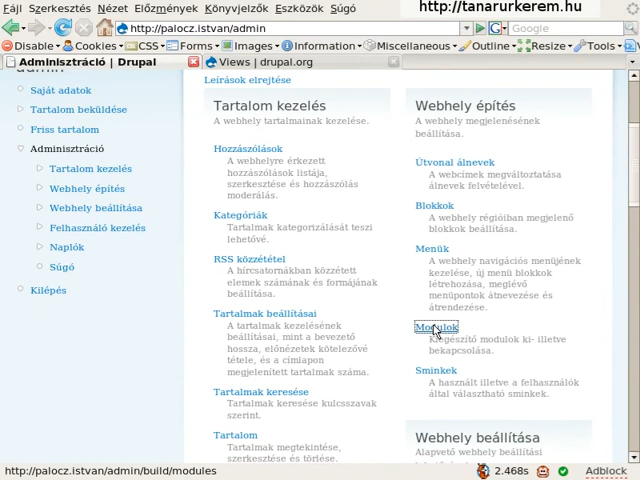 Fájl Szerkesztés Nézet Előzmények Könyvjelzők Eszközök Súgó
http://tanarurkerem.hu
http://palocz.istvan/admin
Google
Disable Cookies CSS Forms Images Information Miscellaneous Outline Resize Tools
Adminisztráció | Drupal
Views | drupal.org
Saját adatok
Tartalom beküldése
Friss tartalom
Adminisztráció
Tartalom kezelés
Webhely építés
Webhely beállítása
Felhasználó kezelés
Naplók
Súgó
Kilépés
Leírások elrejtése
Tartalom kezelés
A webhely tartalmainak kezelése.
Hozzászólások
A webhelyre érkezett
hozzászólások listája,
szerkesztése és hozzászólás
moderálás.
Kategóriák
Tartalmak kategorizálását teszi
lehetővé.
RSS közzététel
A hírcsatornákban közzétett
elemek számának és formájának
beállítása.
Tartalmak beállításai
A tartalmak kezelésének
beállításai, mint a bevezető
hossza, előnézetek kötelezővé
tétele, és a címlapon
megjelenített tartalmak száma.
Tartalmak keresése
Tartalmak keresése kulcsszavak
szerint.
Tartalom
Tartalmak megtekintése,
szerkesztése és törlése.
Webhely építés
A webhely megjelenésének
beállítása.
Útvonal álnevek
A webcímek megváltoztatása
álnevek felvételével.
Blokkok
A webhely régióiban megjelenő
blokkok beállítása.
Menük
A webhely navigációs menüjének
kezelése, új menü blokkok
létrehozása, meglévő
menüpontok átnevezése és
átrendezése.
Modulok
Kiegészítő modulok ki- illetve
bekapcsolása.
Sminkek
A használt illetve a felhasználók
által választható sminkek.
Webhely beállítása
Alapvető webhely beállítási
http://palocz.istvan/admin/build/modules
2.468s
Adblock